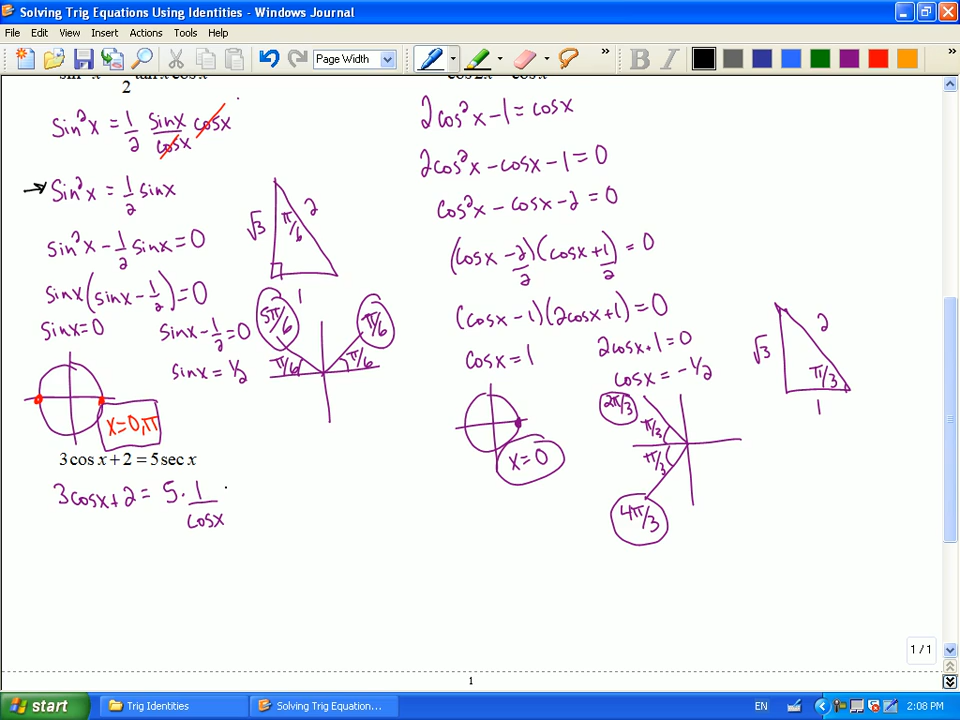 Solving Trig Equations Using Identities - Windows Journal
File Edit View Insert Actions Tools Help
Page Width
B I
2
sin²x = 1/2 sinx/cosx cosx
→ sin²x = 1/2 sinx
sin²x - 1/2 sinx = 0
sinx(sinx - 1/2) = 0
sinx=0
sinx - 1/2 = 0
sinx = 1/2
√3 π/6 2
1
5π/6 π/6
π/6 π/6
x=0,π
3cos x + 2 = 5sec x
3cosx+2 = 5·1/cosx
2cos²x - 1 = cosx
2cos²x - cosx - 1 = 0
cos²x - cosx - 2 = 0
(cosx - 2/2)(cosx + 1/2) = 0
(cosx - 1)(2cosx + 1) = 0
cosx = 1
2cosx+1 = 0
cosx = -1/2
x=0
2π/3
π/3
π/3
4π/3
√3 2
π/3
1
1 / 1
1
start Trig Identities Solving Trig Equation... EN 2:08 PM